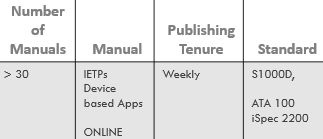 Number
of
Manuals
Manual
Publishing
Tenure
Standard
> 30
IETPs
Device
based Apps
ONLINE
Weekly
S1000D,
ATA 100
iSpec 2200